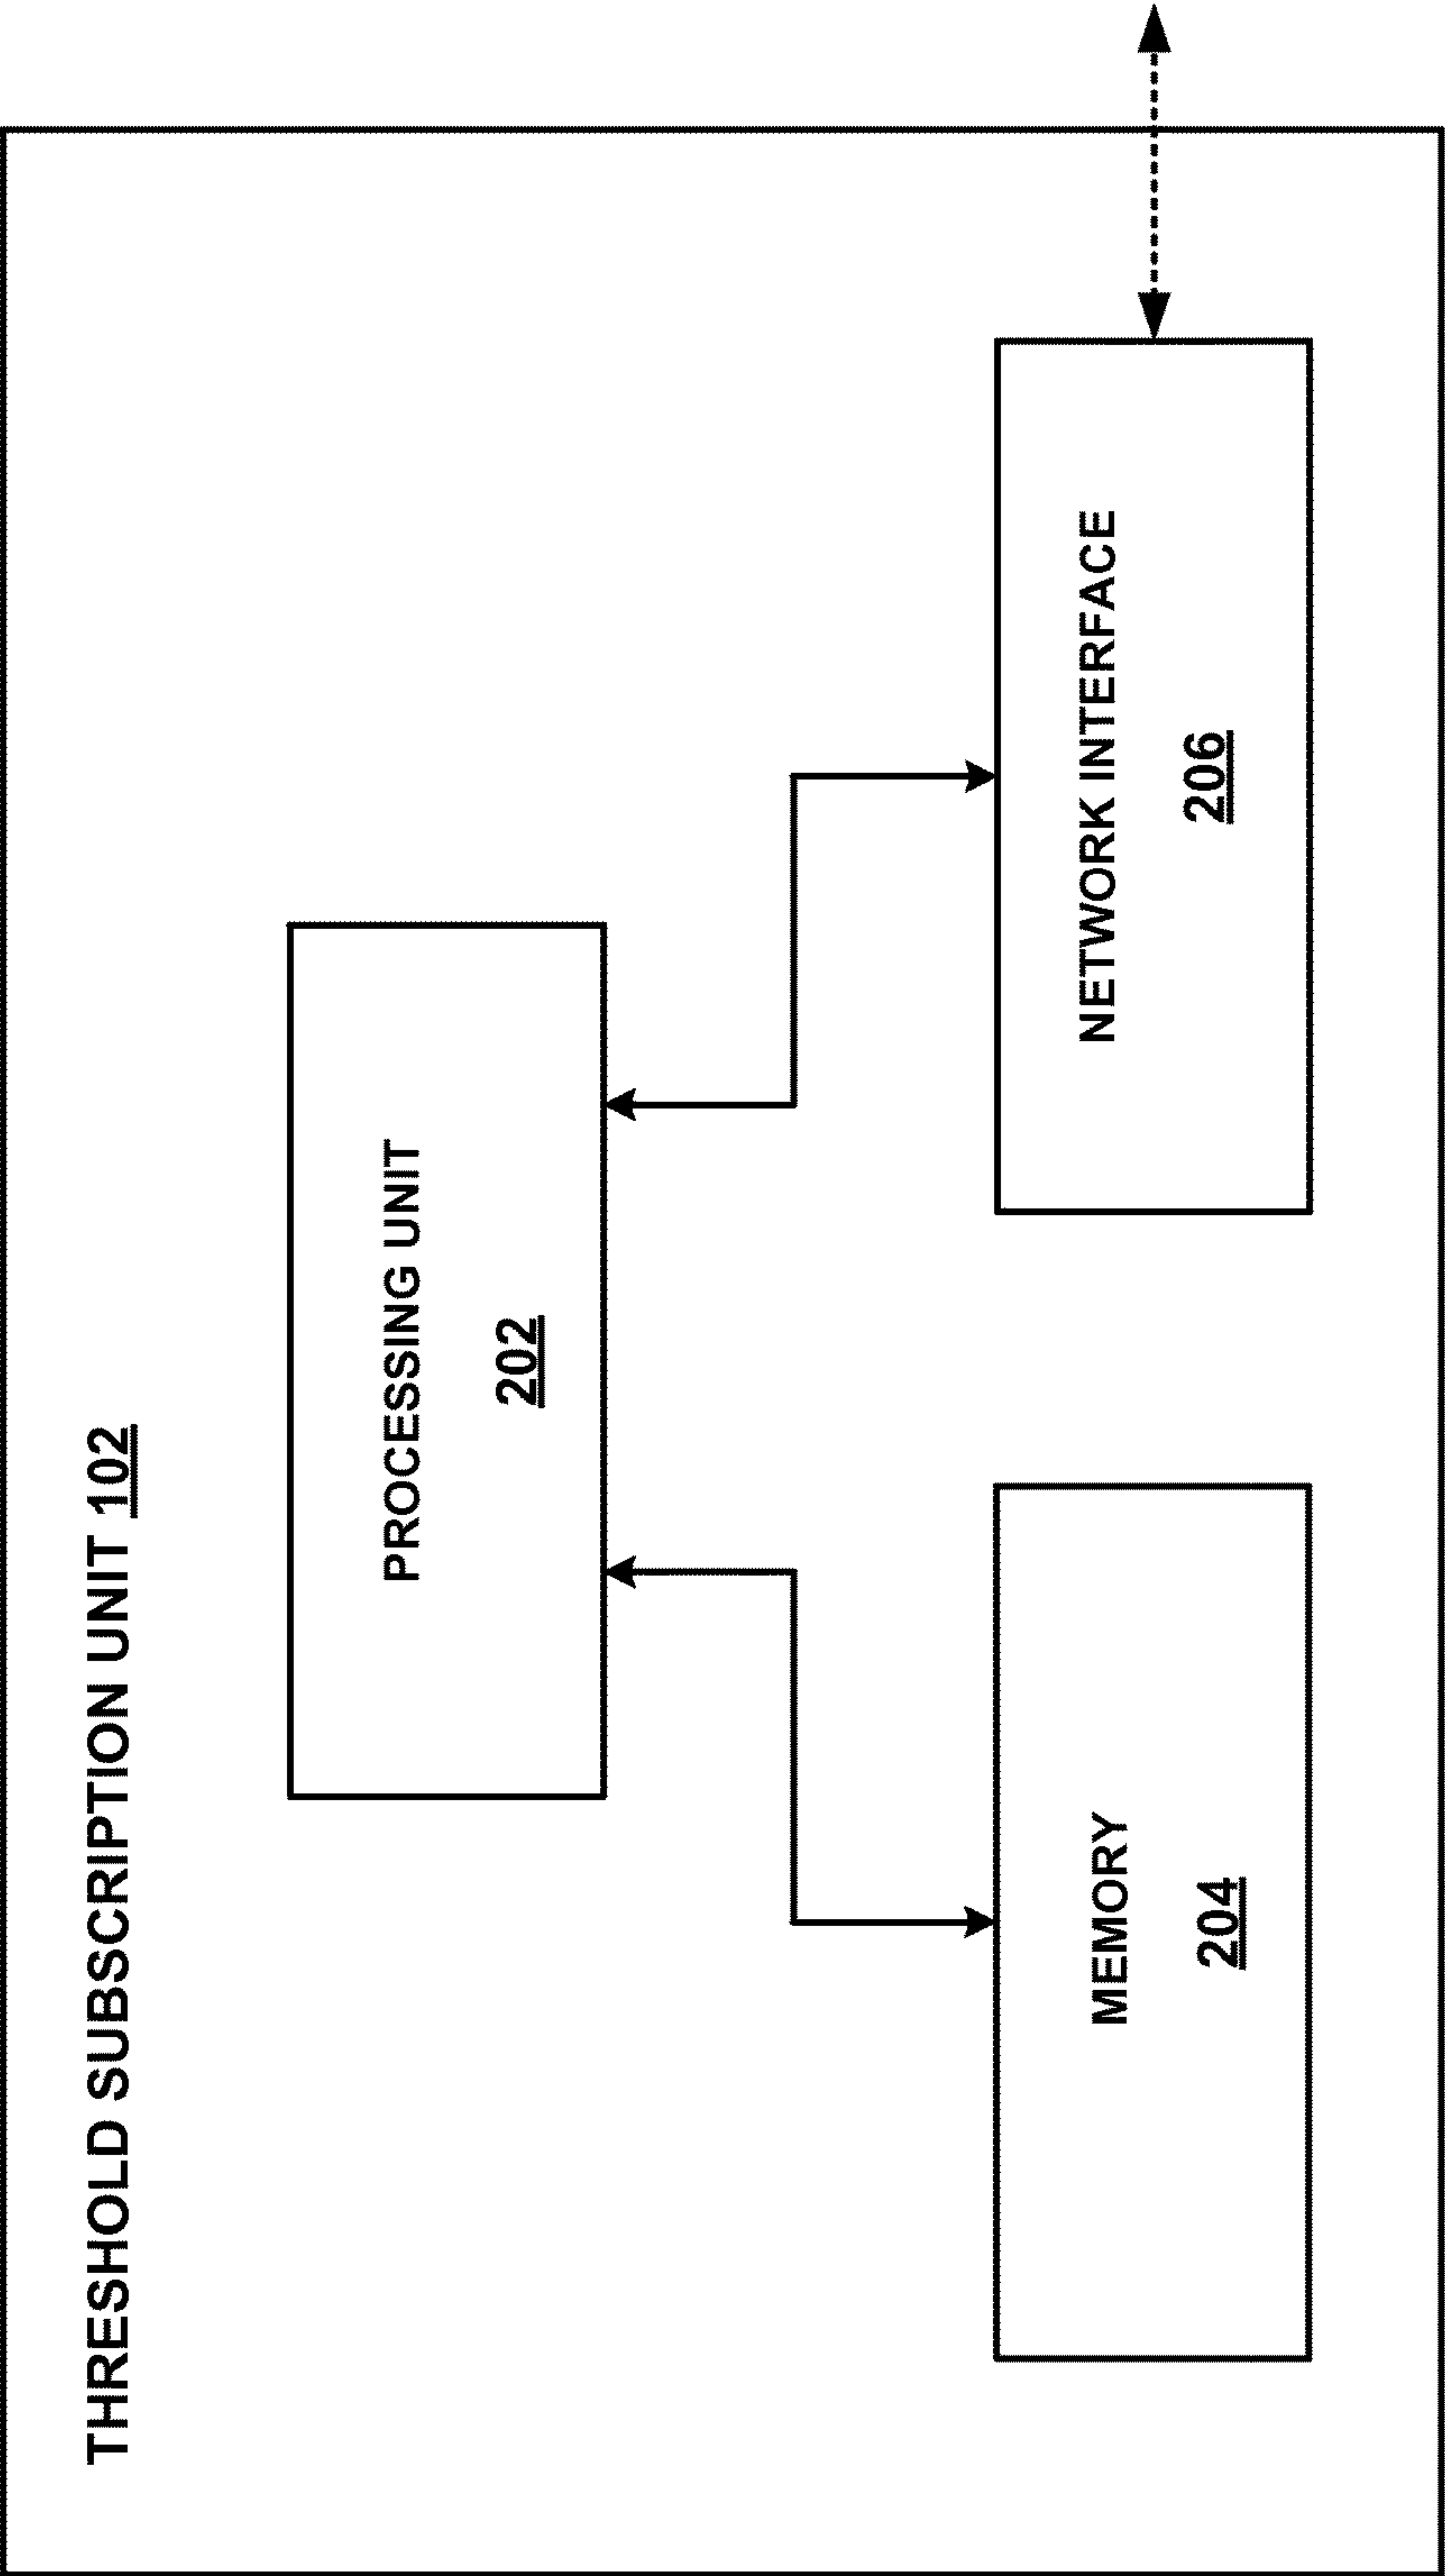 THRESHOLD SUBSCRIPTION UNIT 102
PROCESSING UNIT
202
MEMORY
204
NETWORK INTERFACE
206